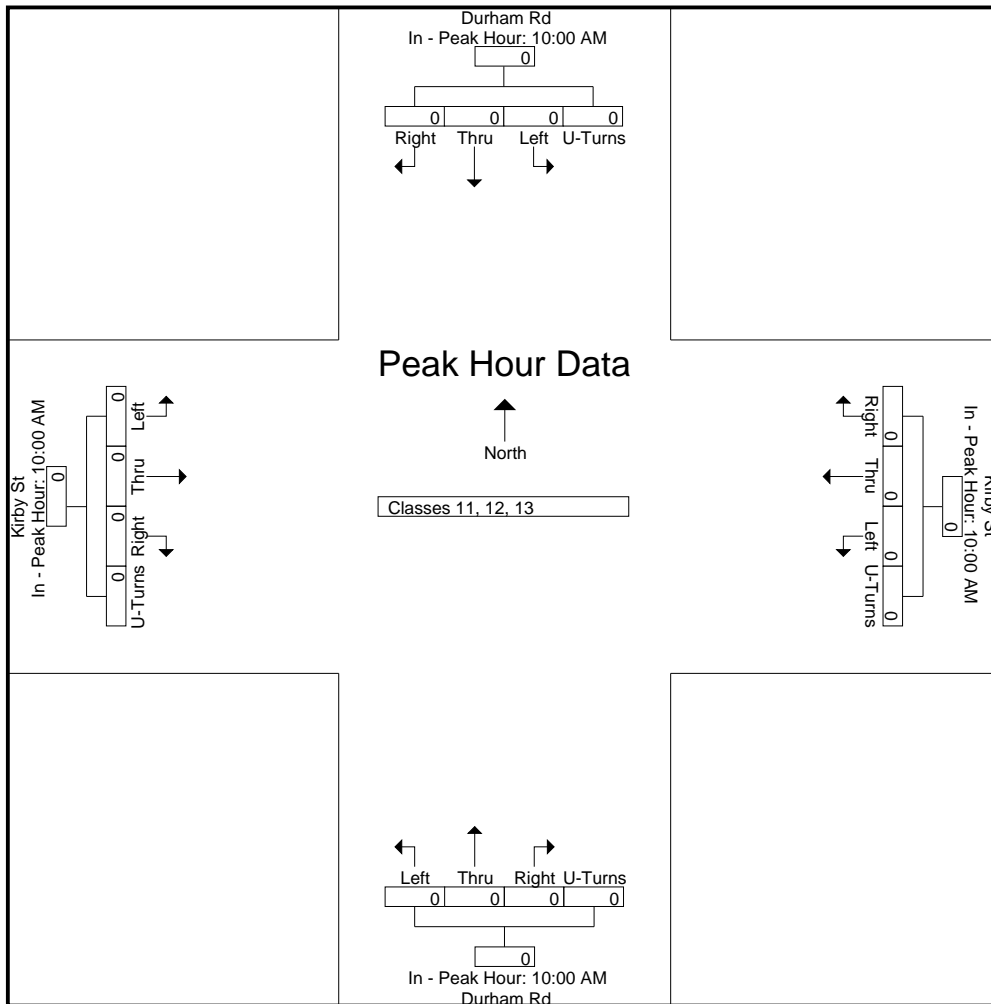 Durham Rd
In - Peak Hour: 10:00 AM
0
0 0 0 0
Right Thru Left U-Turns
Peak Hour Data
North
Classes 11, 12, 13
Kirby St
In - Peak Hour: 10:00 AM
0
0 0 0 0
Left Thru Right U-Turns
Kirby St
In - Peak Hour: 10:00 AM
0
0 0 0 0
Right Thru Left U-Turns
Left Thru Right U-Turns
0 0 0 0
0
In - Peak Hour: 10:00 AM
Durham Rd